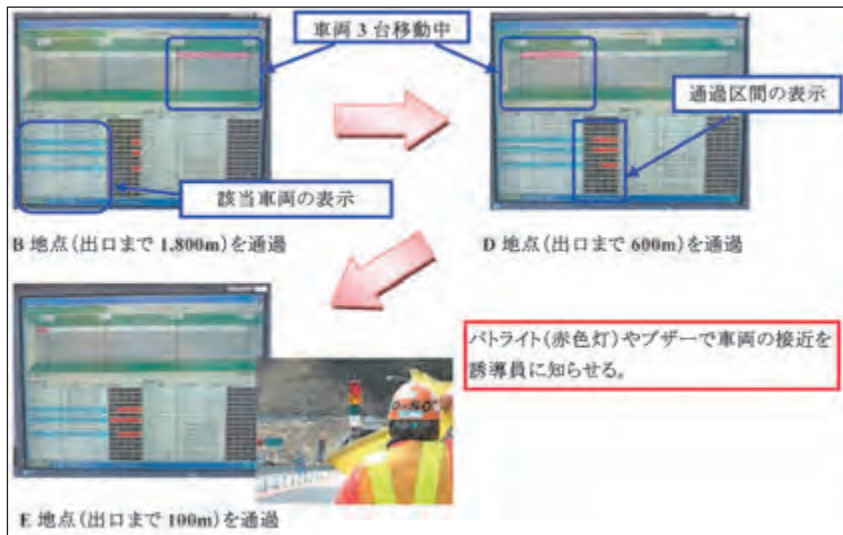 車両 3 台移動中
通過区間の表示
該当車両の表示
B 地点(出口まで 1,800m)を通過
D 地点(出口まで 600m)を通過
パトライト(赤色灯)やブザーで車両の接近を
誘導員に知らせる。
E 地点(出口まで 100m)を通過